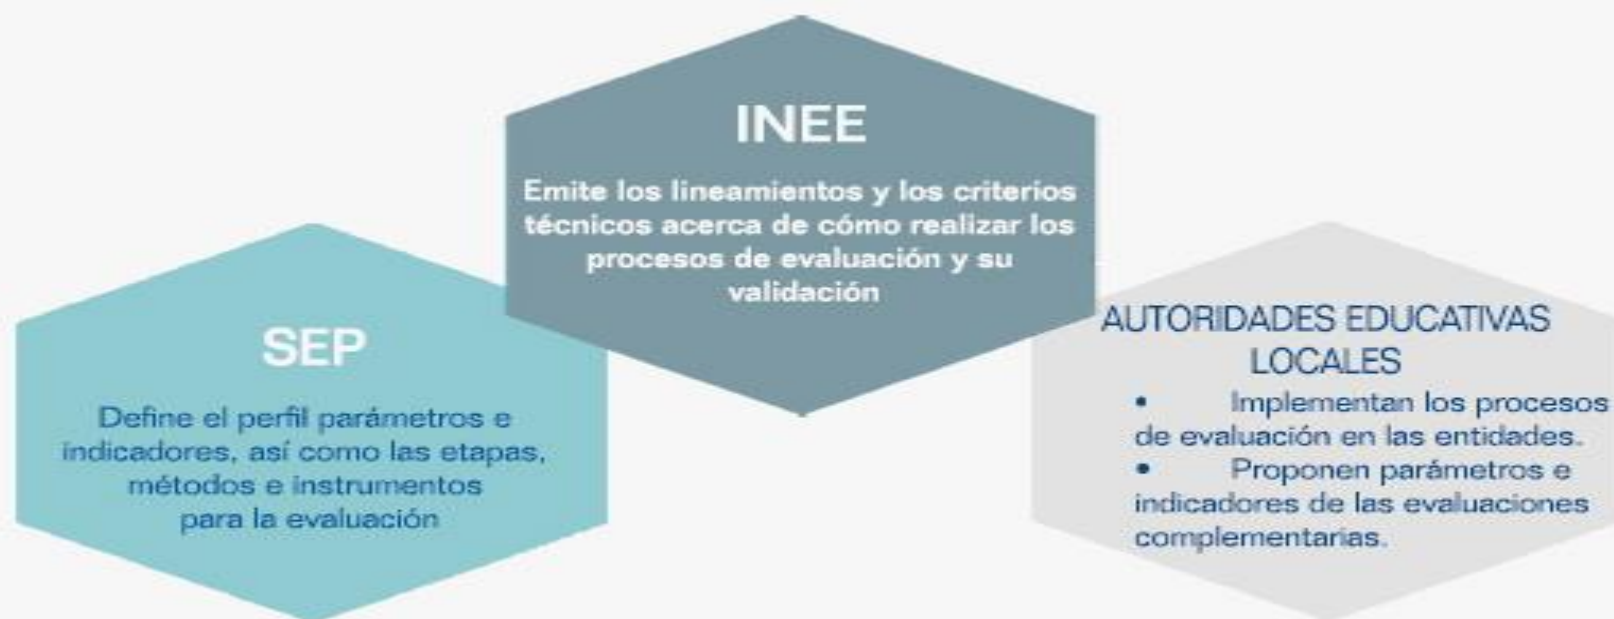 INEE
Emite los lineamientos y los criterios
técnicos acerca de cómo realizar los
procesos de evaluación y su
validación
SEP
Define el perfil parámetros e
indicadores, así como las etapas,
métodos e instrumentos
para la evaluación
AUTORIDADES EDUCATIVAS
LOCALES
• Implementan los procesos
de evaluación en las entidades.
• Proponen parámetros e
indicadores de las evaluaciones
complementarias.